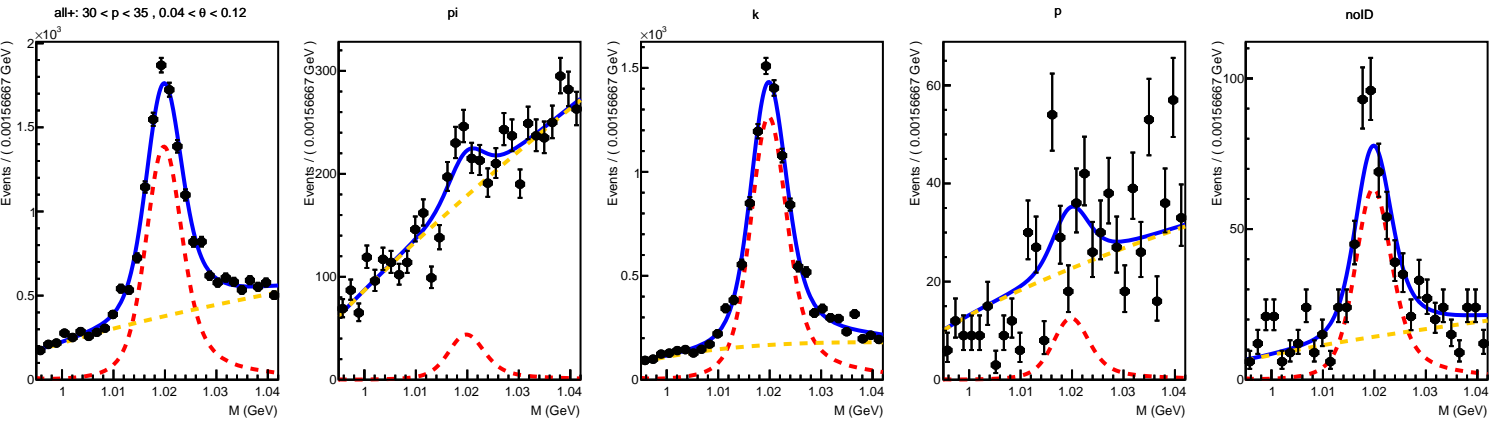 all+: 30 < p < 35 , 0.04 < θ < 0.12
×10³
Events / ( 0.00156667 GeV )
2
1.5
1
0.5
0
1 1.01 1.02 1.03 1.04
M (GeV)
pi
Events / ( 0.00156667 GeV )
300
200
100
0
1 1.01 1.02 1.03 1.04
M (GeV)
k
×10³
Events / ( 0.00156667 GeV )
1.5
1
0.5
0
1 1.01 1.02 1.03 1.04
M (GeV)
p
Events / ( 0.00156667 GeV )
60
40
20
0
1 1.01 1.02 1.03 1.04
M (GeV)
noID
Events / ( 0.00156667 GeV )
100
50
0
1 1.01 1.02 1.03 1.04
M (GeV)